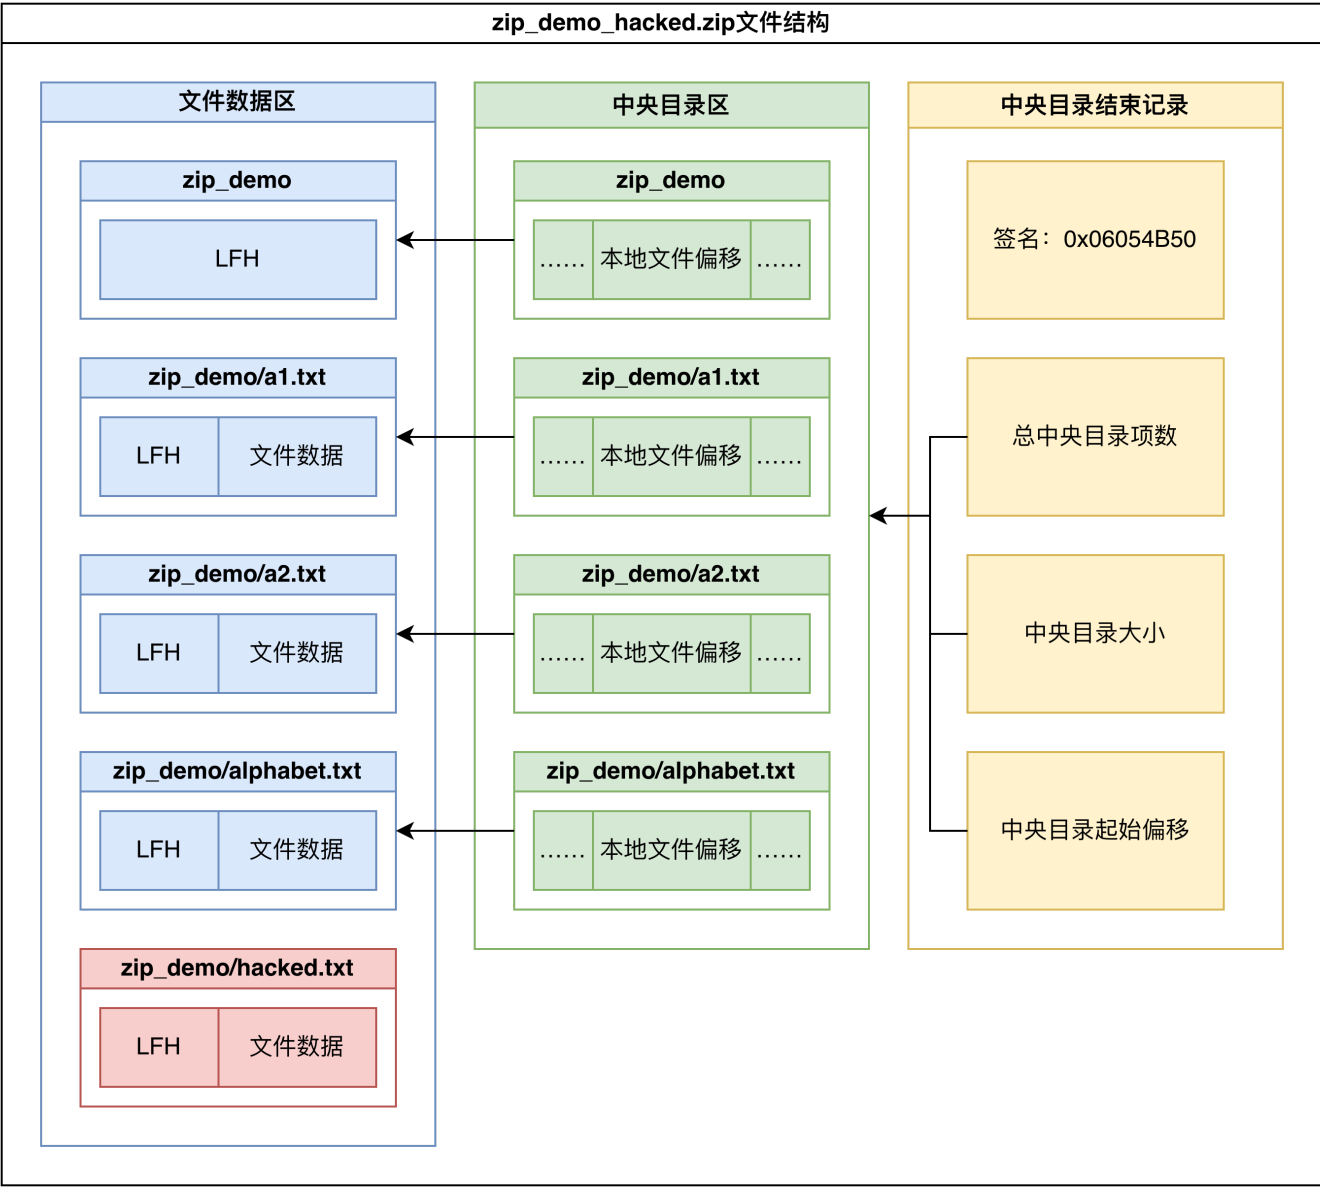 zip_demo_hacked.zip文件结构
文件数据区
zip_demo
LFH
zip_demo/a1.txt
LFH 文件数据
zip_demo/a2.txt
LFH 文件数据
zip_demo/alphabet.txt
LFH 文件数据
zip_demo/hacked.txt
LFH 文件数据
中央目录区
zip_demo
...... 本地文件偏移 ......
zip_demo/a1.txt
...... 本地文件偏移 ......
zip_demo/a2.txt
...... 本地文件偏移 ......
zip_demo/alphabet.txt
...... 本地文件偏移 ......
中央目录结束记录
签名：0x06054B50
总中央目录项数
中央目录大小
中央目录起始偏移